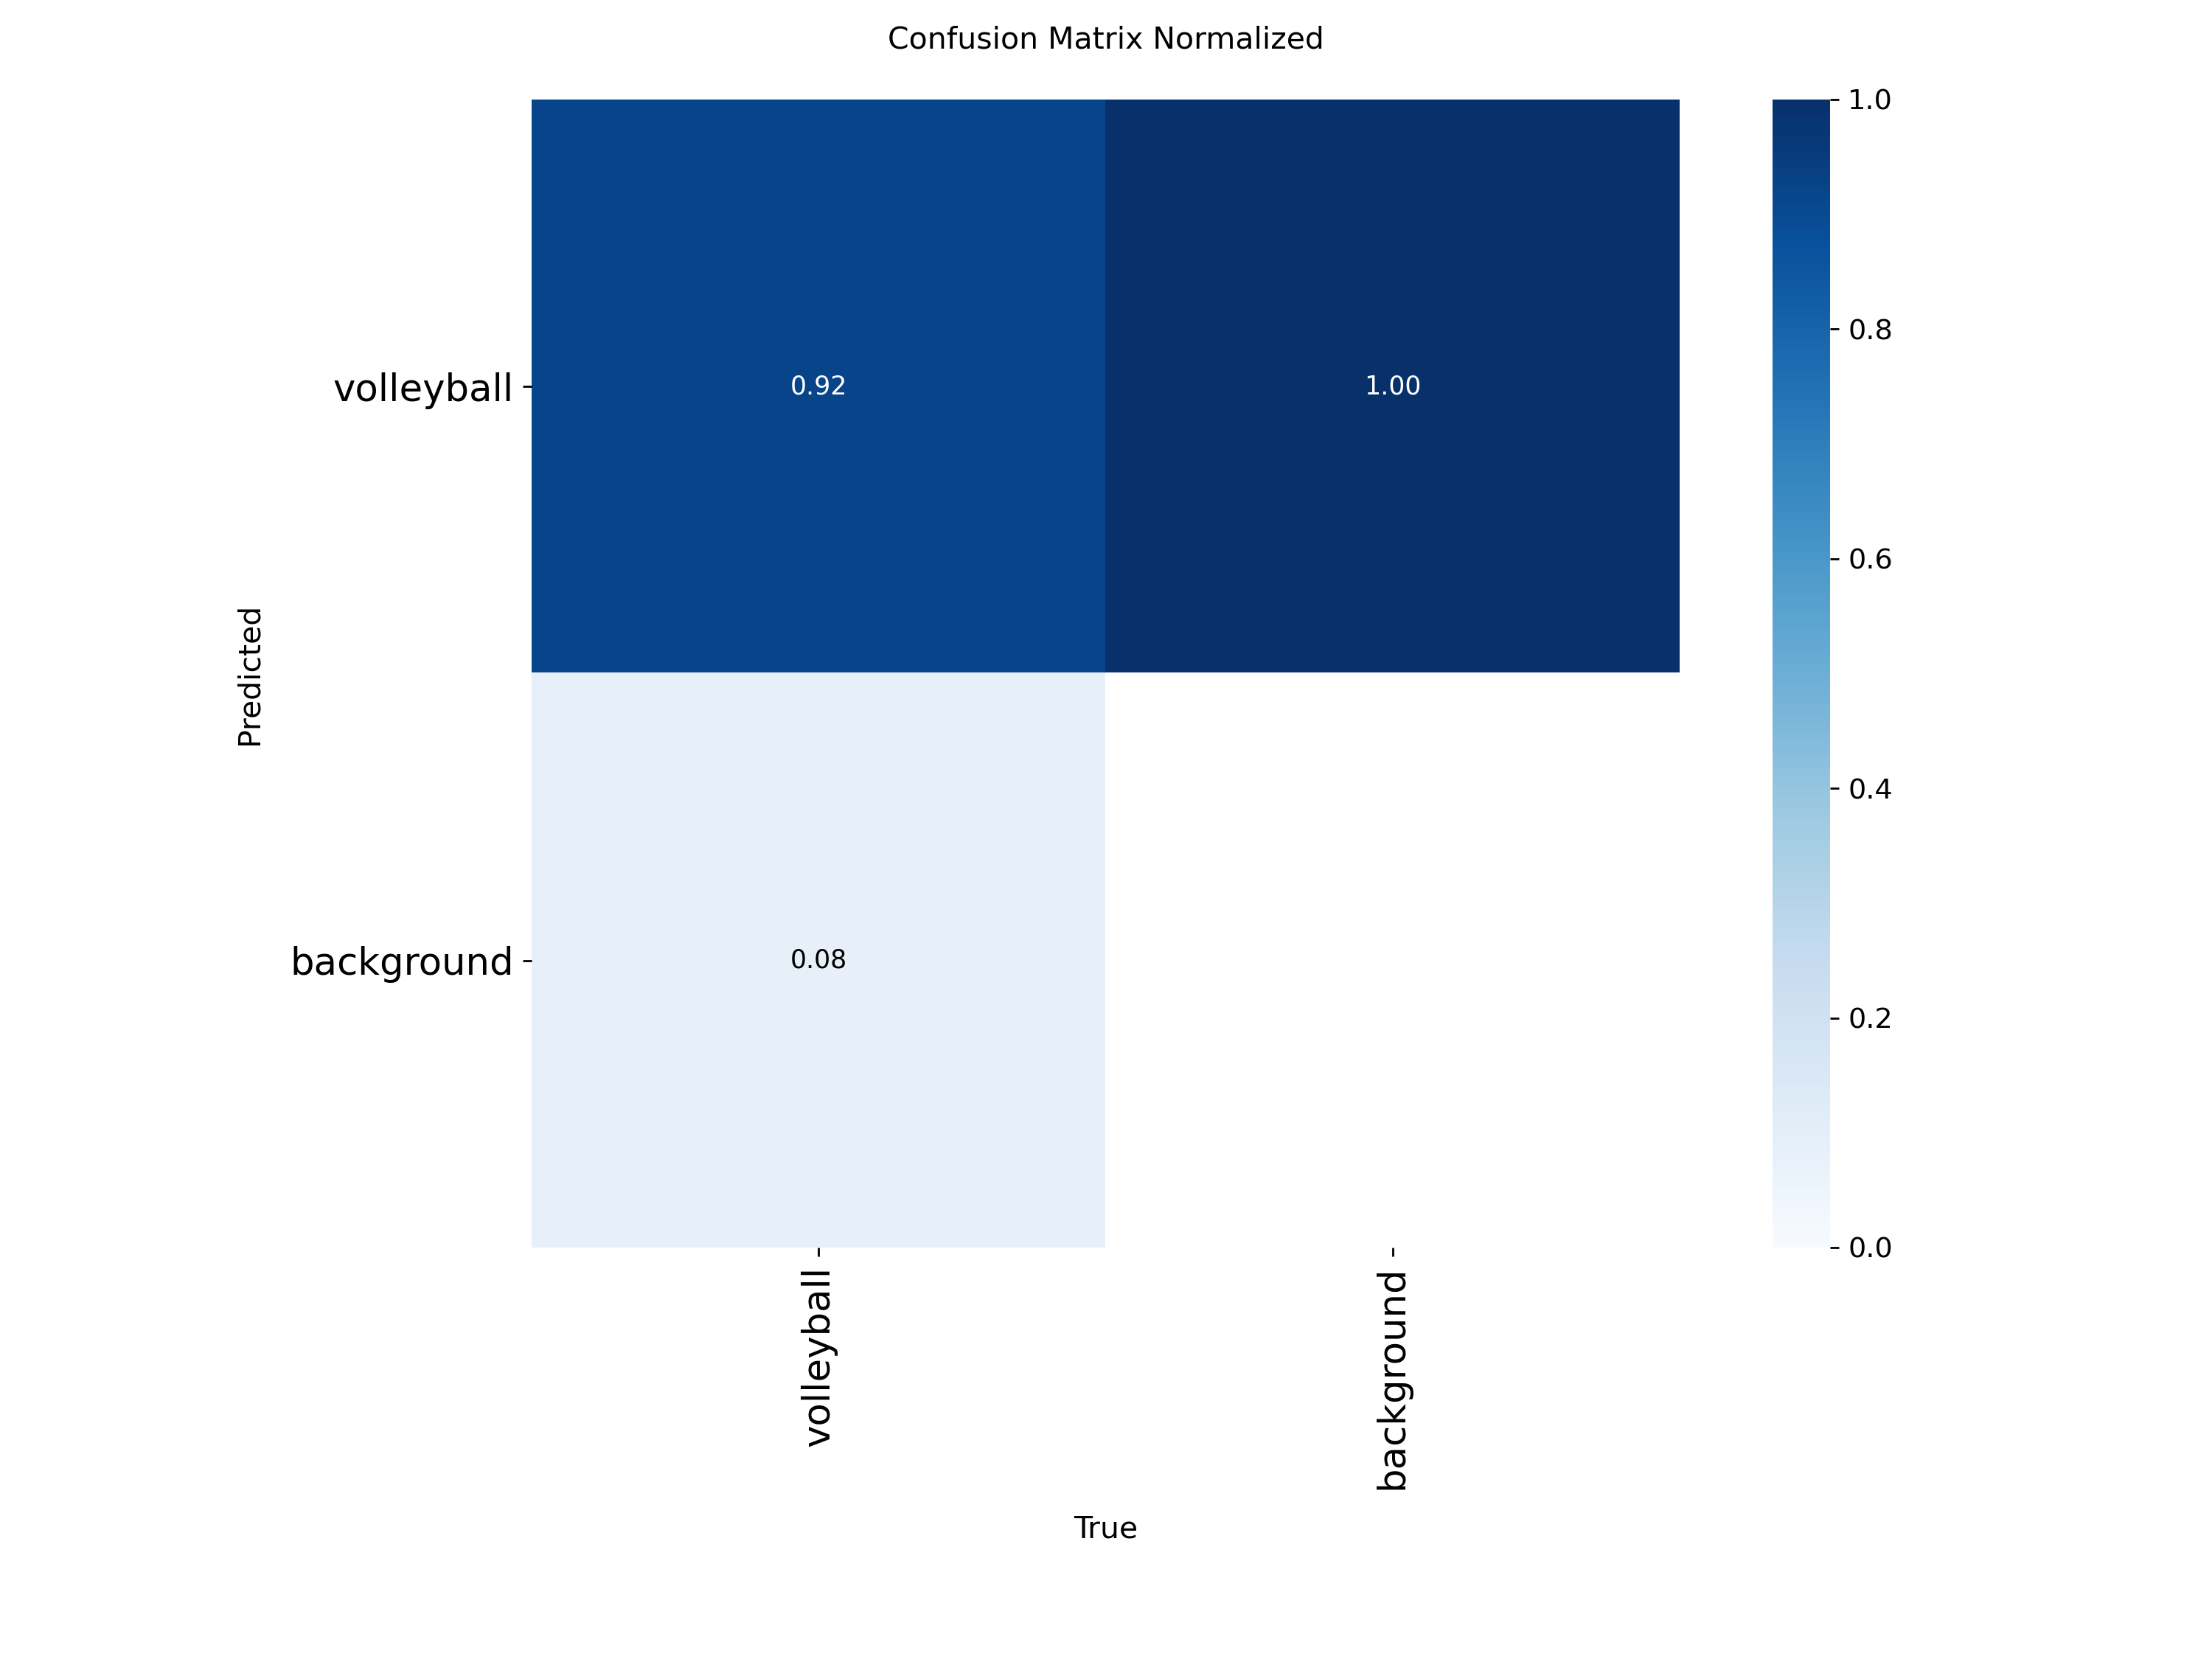 Confusion Matrix Normalized
1.0
0.8
volleyball
0.92
1.00
0.6
Predicted
0.4
background
0.08
0.2
0.0
volleyball
background
True